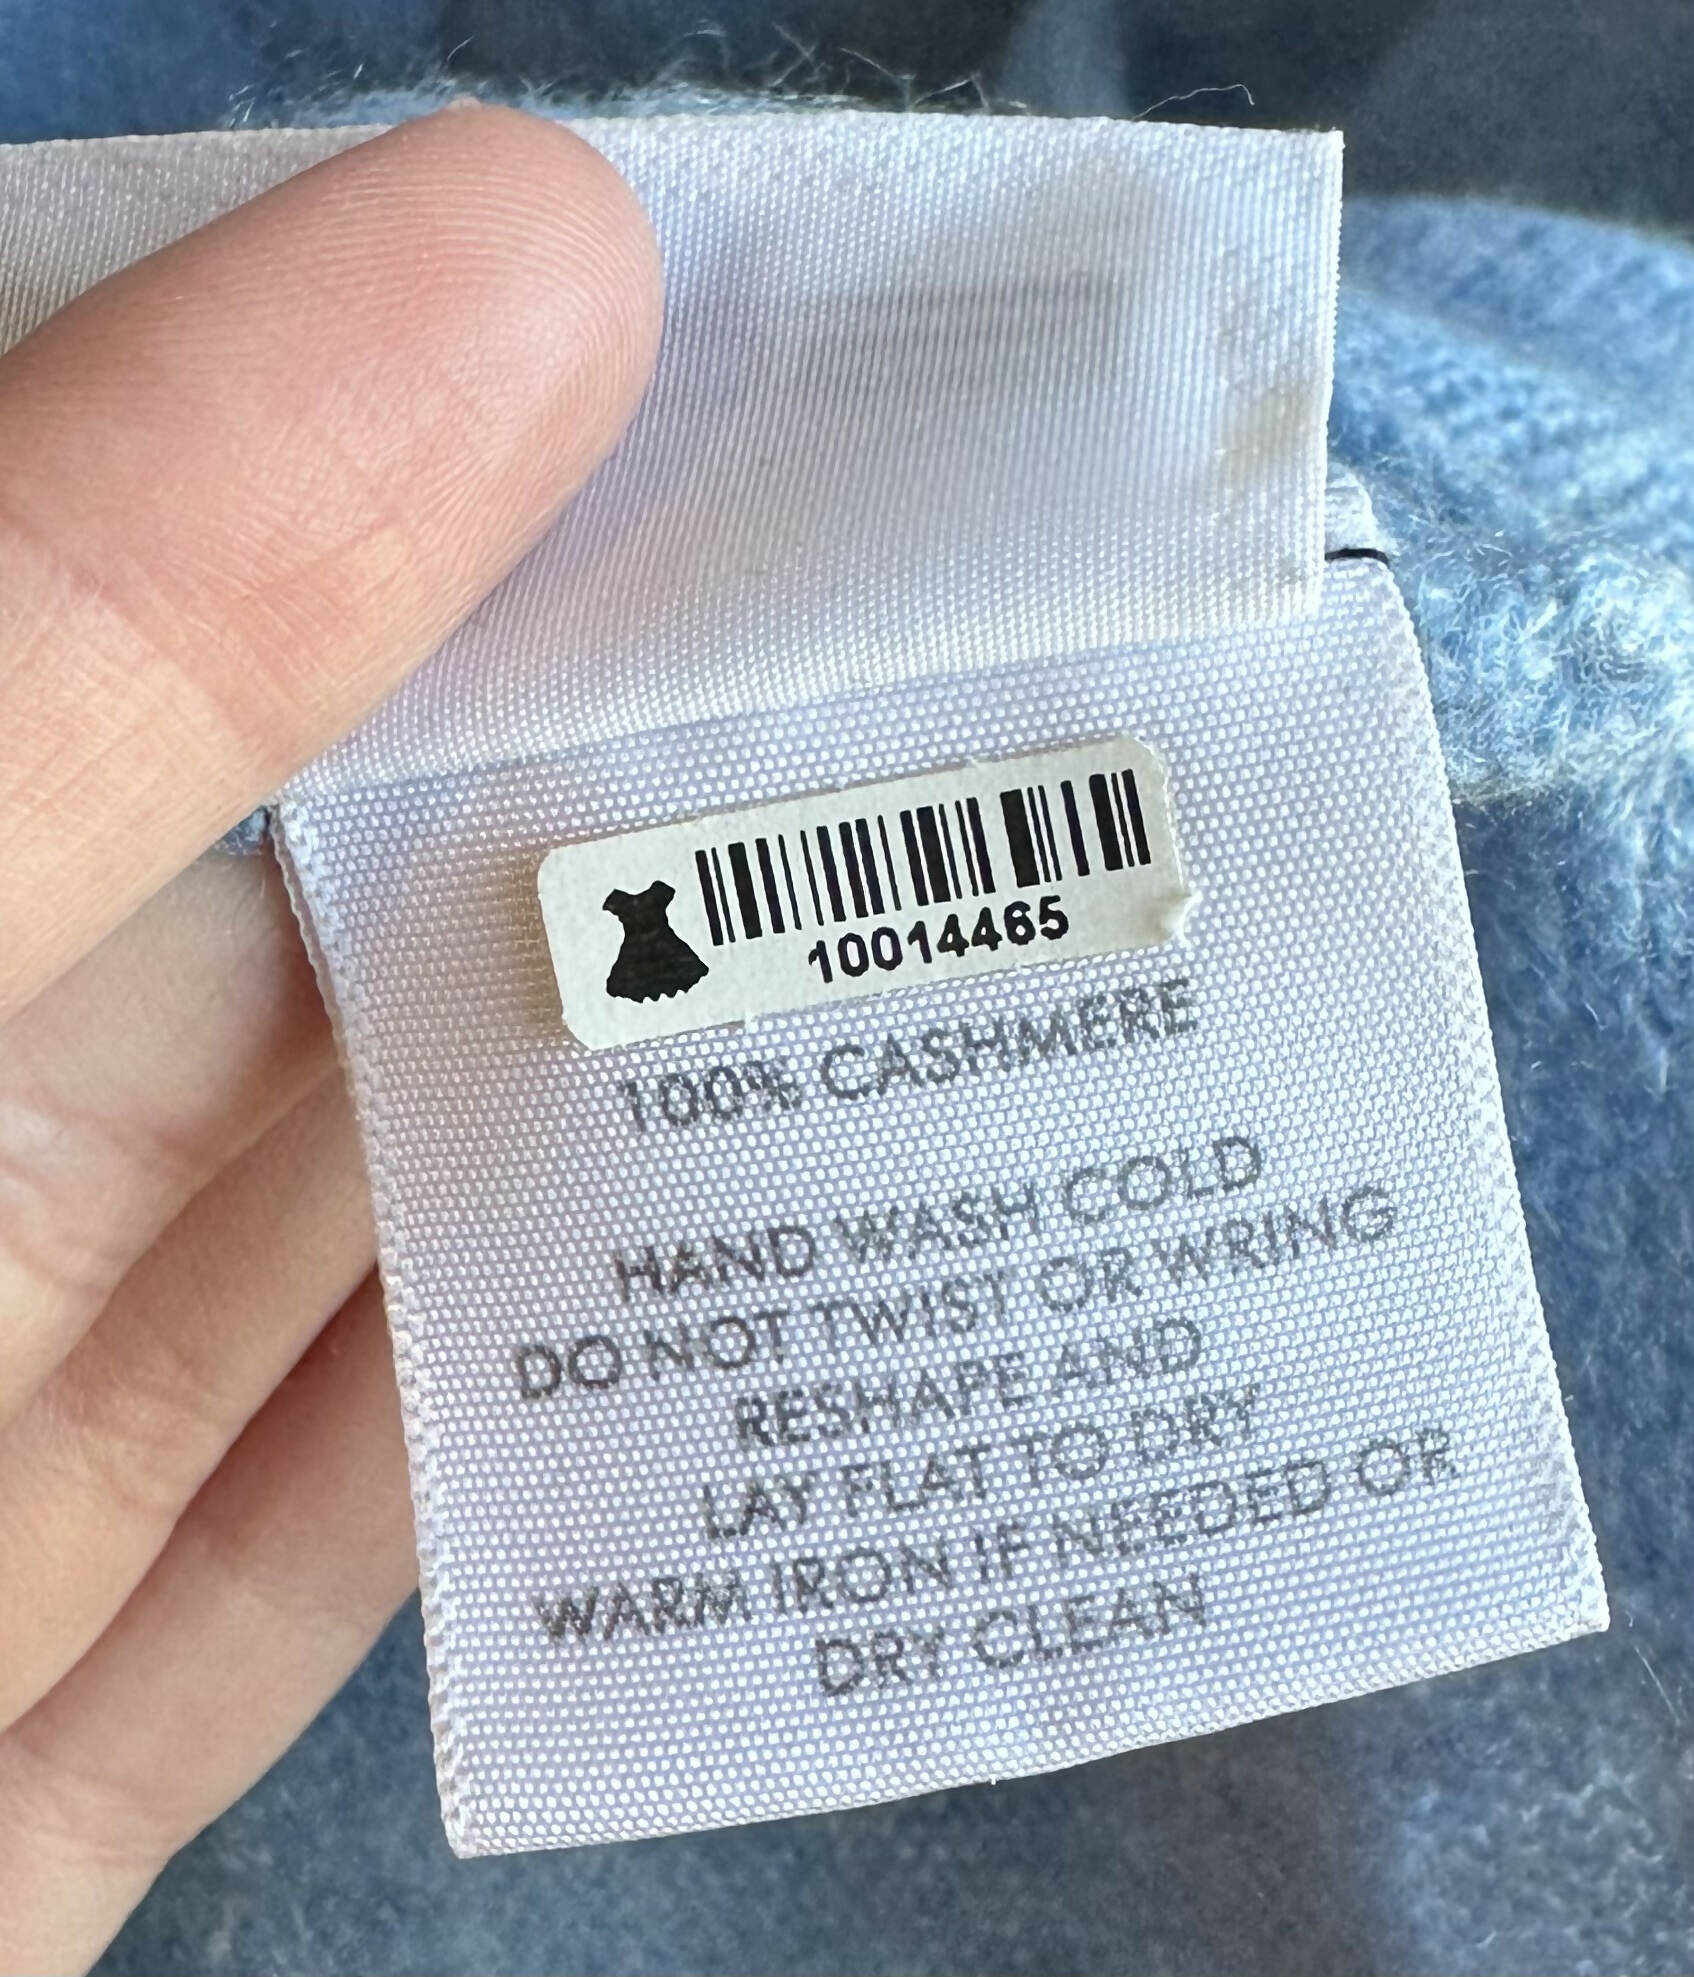 10014465
100% CASHMERE
HAND WASH COLD
DO NOT TWIST OR WRING
RESHAPE AND
LAY FLAT TO DRY
WARM IRON IF NEEDED OR
DRY CLEAN